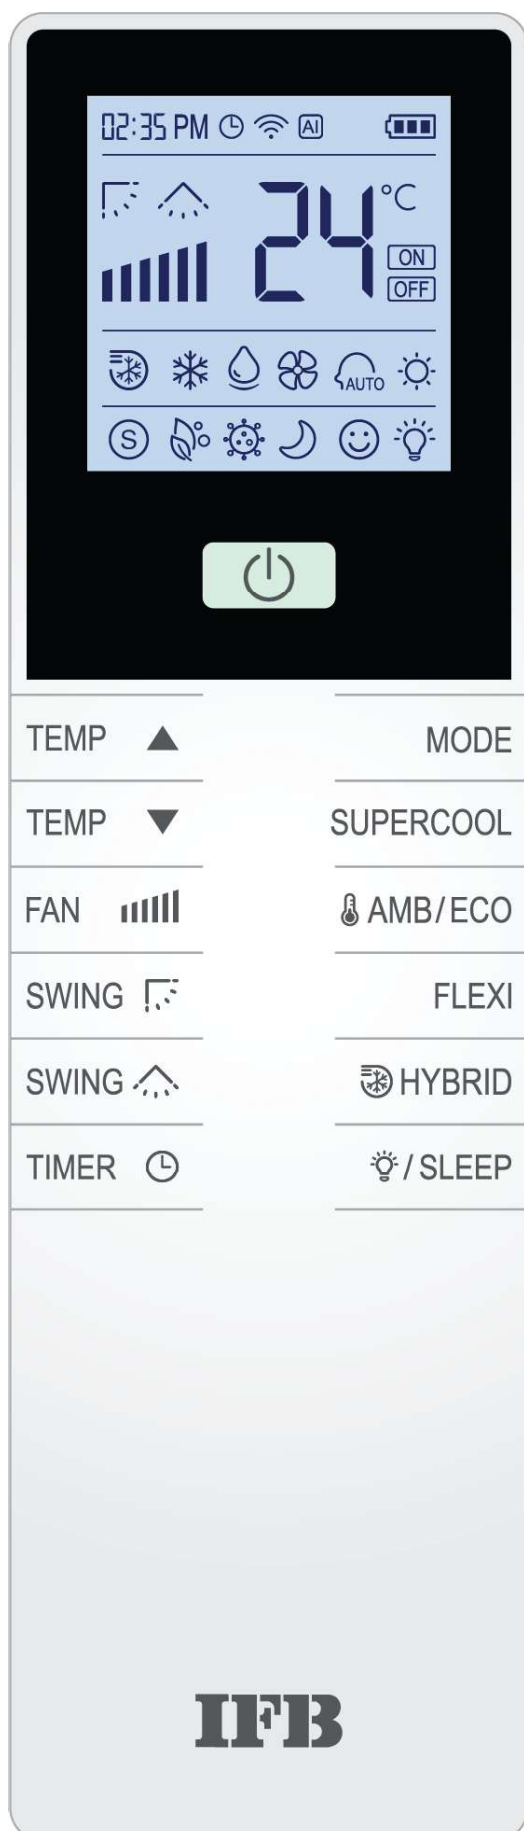 02:35 PM AI
24 °C
ON
OFF
AUTO
S
TEMP ▲ MODE
TEMP ▼ SUPERCOOL
FAN AMB/ECO
SWING FLEXI
SWING HYBRID
TIMER / SLEEP
IFB